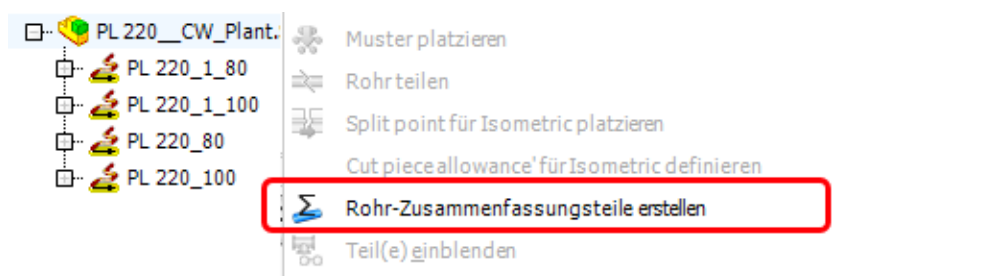 PL 220__CW_Plant.
PL 220_1_80
PL 220_1_100
PL 220_80
PL 220_100
Muster platzieren
Rohr teilen
Split point für Isometric platzieren
Cut piece allowance' für Isometric definieren
Rohr-Zusammenfassungsteile erstellen
Teil(e) einblenden